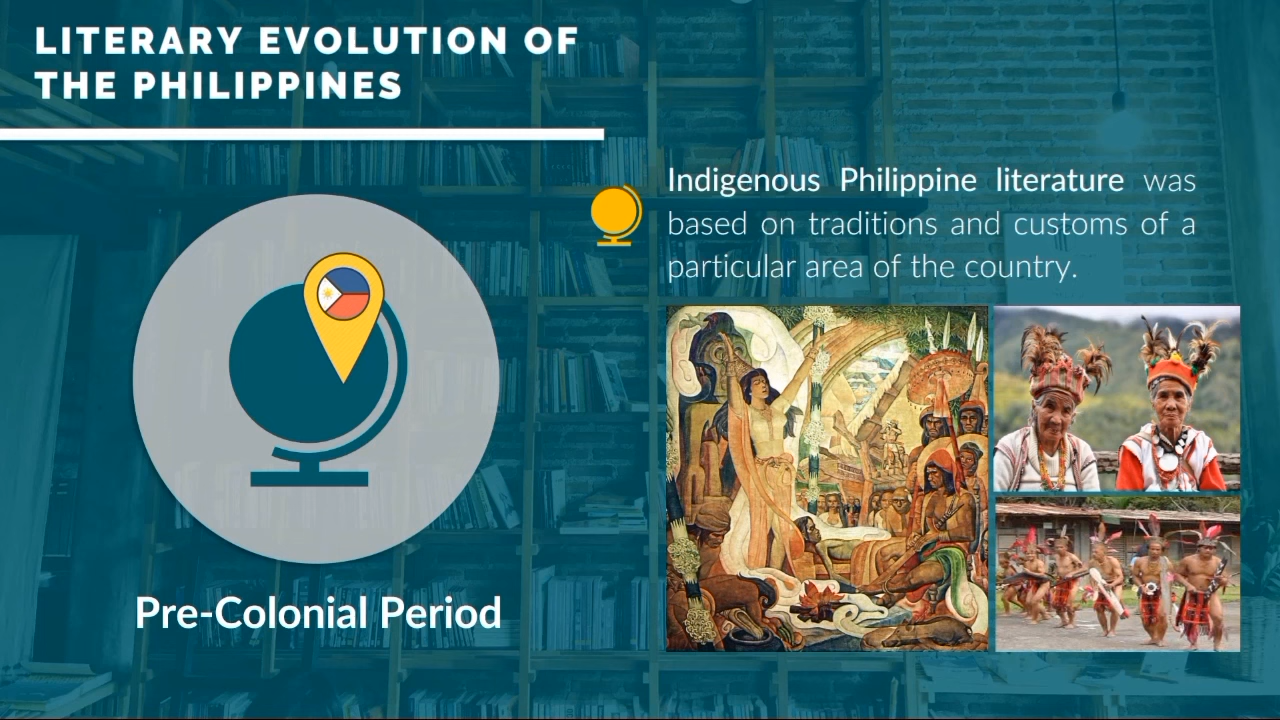 LITERARY EVOLUTION OF
THE PHILIPPINES
Indigenous Philippine literature was
based on traditions and customs of a
particular area of the country.
Pre-Colonial Period